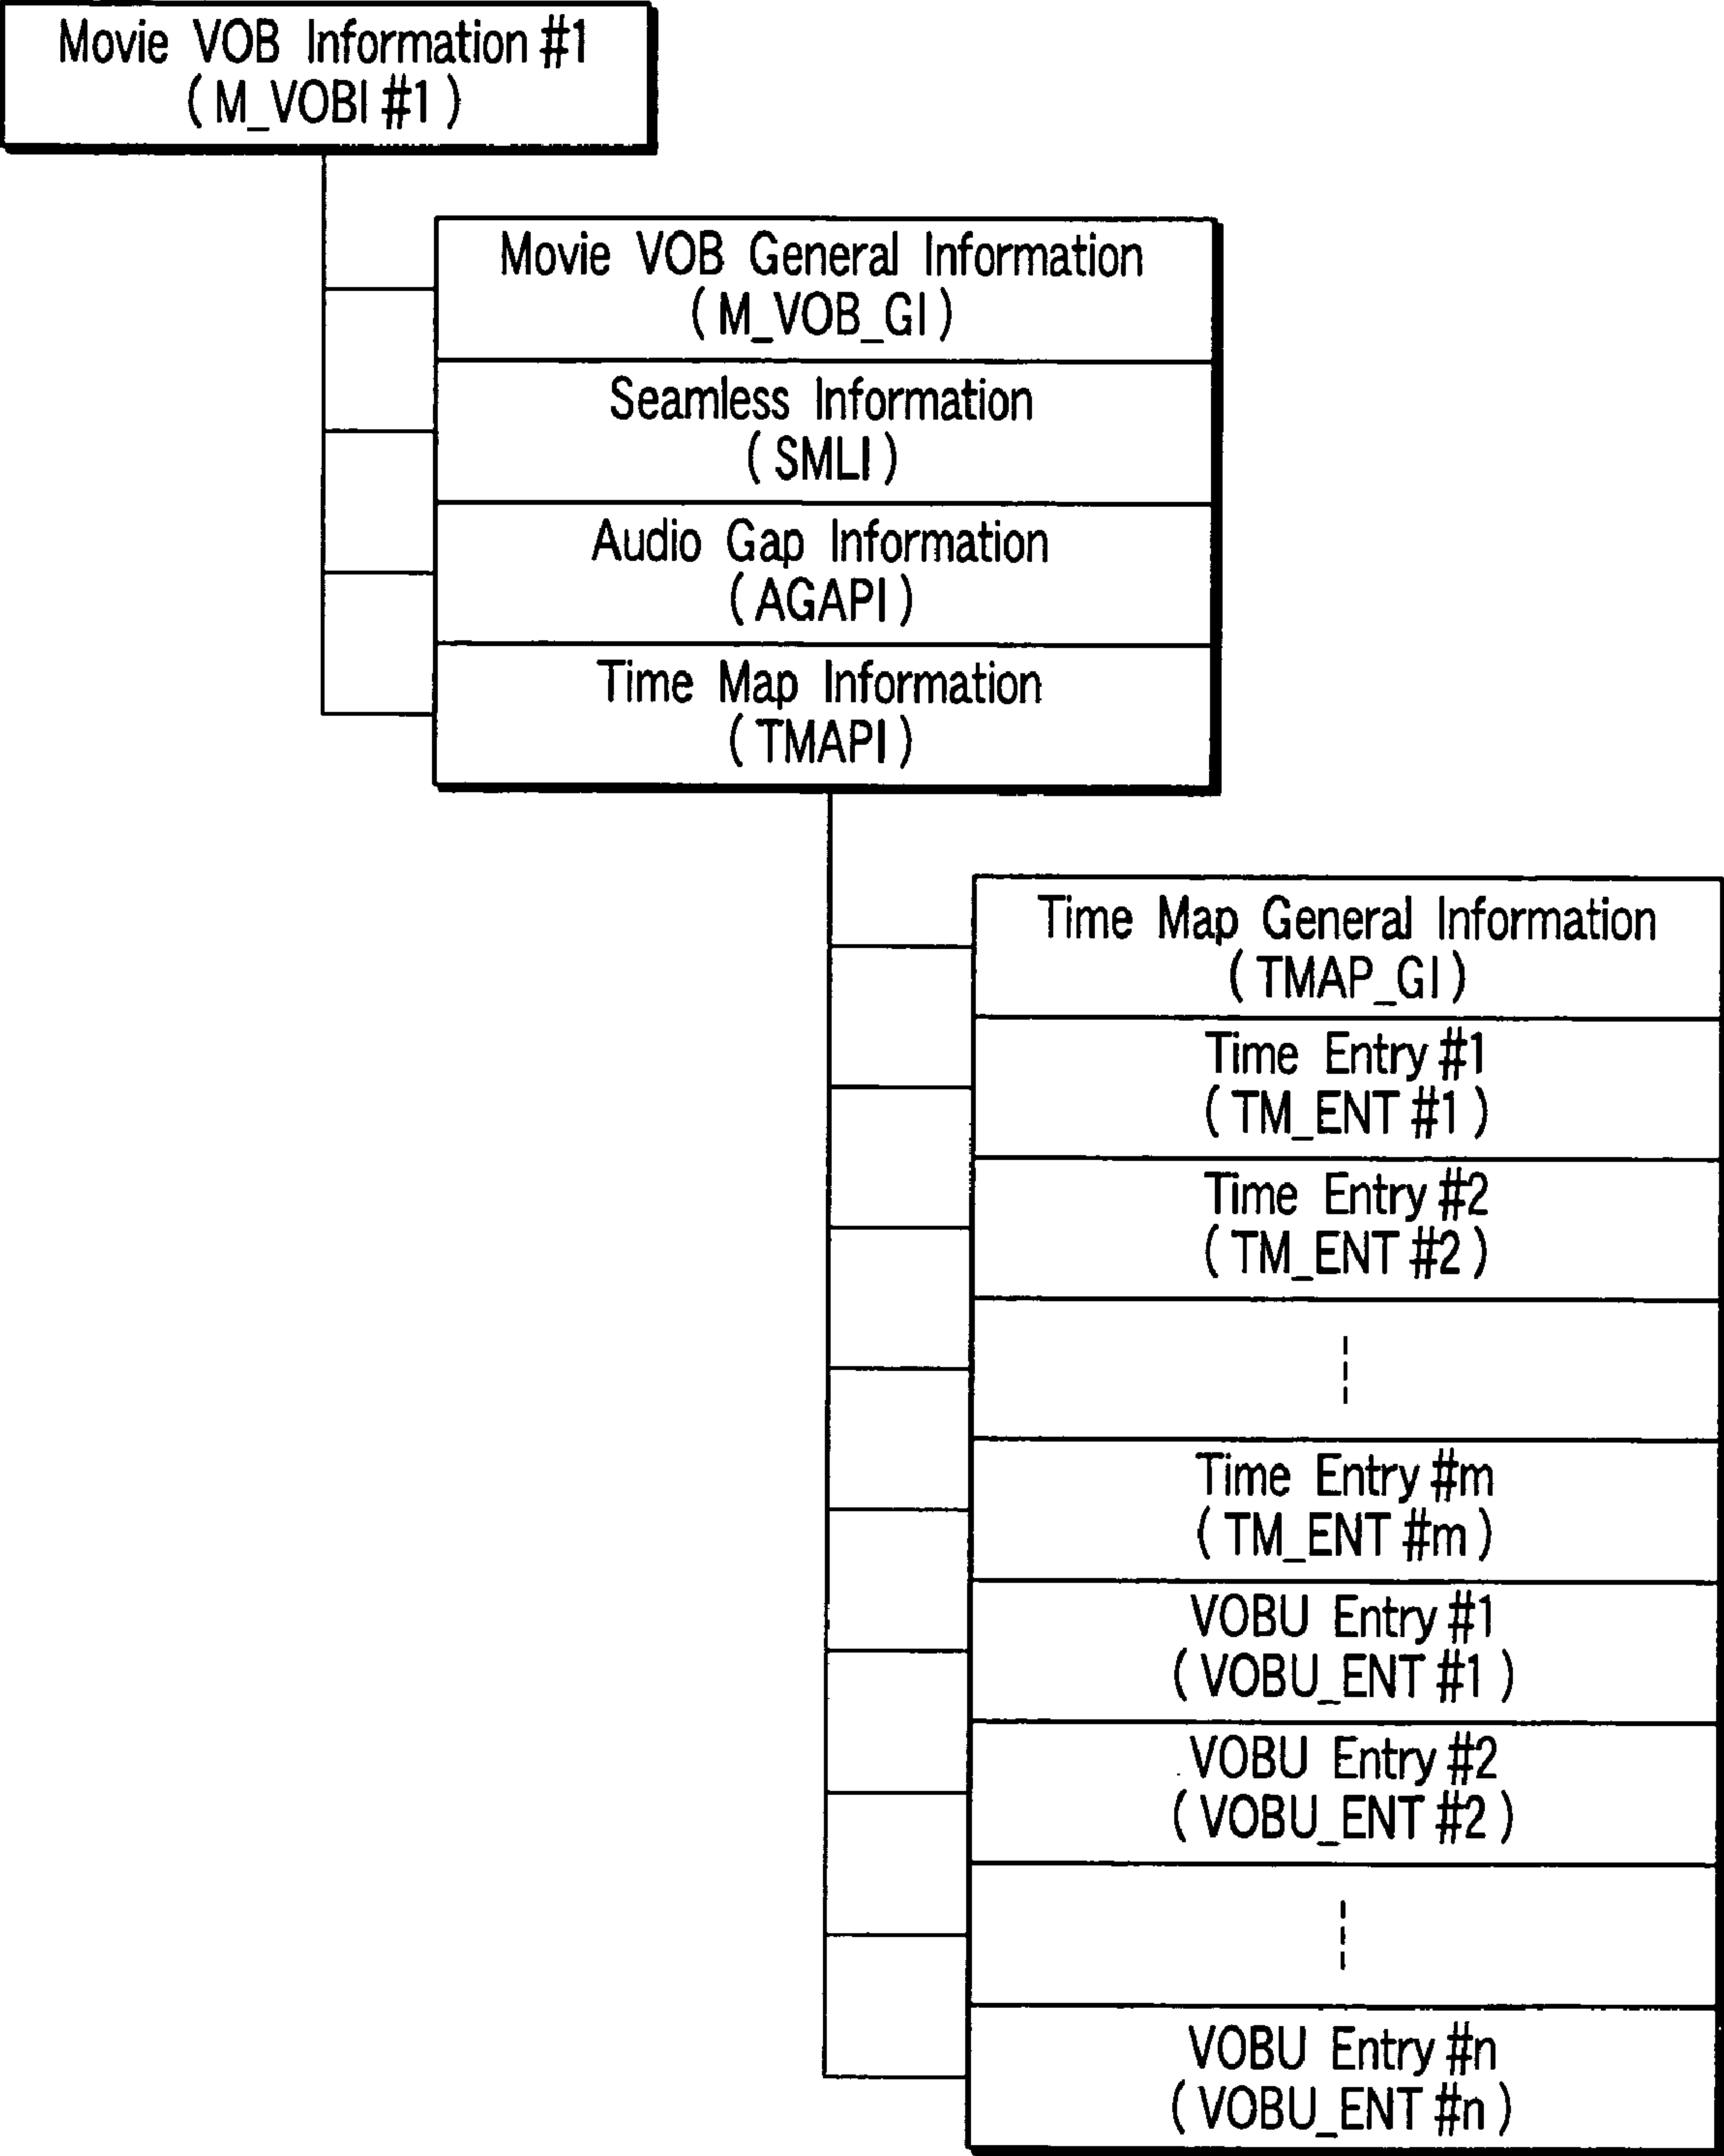 Movie VOB Information #1
(M_VOBI #1)
Movie VOB General Information
(M_VOB_GI)
Seamless Information
(SMLI)
Audio Gap Information
(AGAPI)
Time Map Information
(TMAPI)
Time Map General Information
(TMAP_GI)
Time Entry #1
(TM_ENT #1)
Time Entry #2
(TM_ENT #2)
Time Entry #m
(TM_ENT #m)
VOBU Entry #1
(VOBU_ENT #1)
VOBU Entry #2
(VOBU_ENT #2)
VOBU Entry #n
(VOBU_ENT #n)